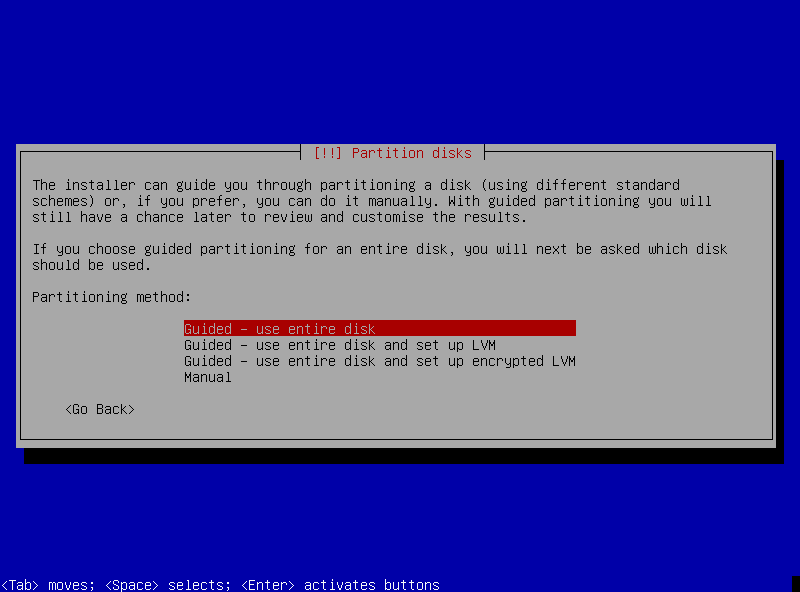 [!!] Partition disks
The installer can guide you through partitioning a disk (using different standard
schemes) or, if you prefer, you can do it manually. With guided partitioning you will
still have a chance later to review and customise the results.
If you choose guided partitioning for an entire disk, you will next be asked which disk
should be used.
Partitioning method:
Guided - use entire disk
Guided - use entire disk and set up LVM
Guided - use entire disk and set up encrypted LVM
Manual
<Go Back>
<Tab> moves; <Space> selects; <Enter> activates buttons